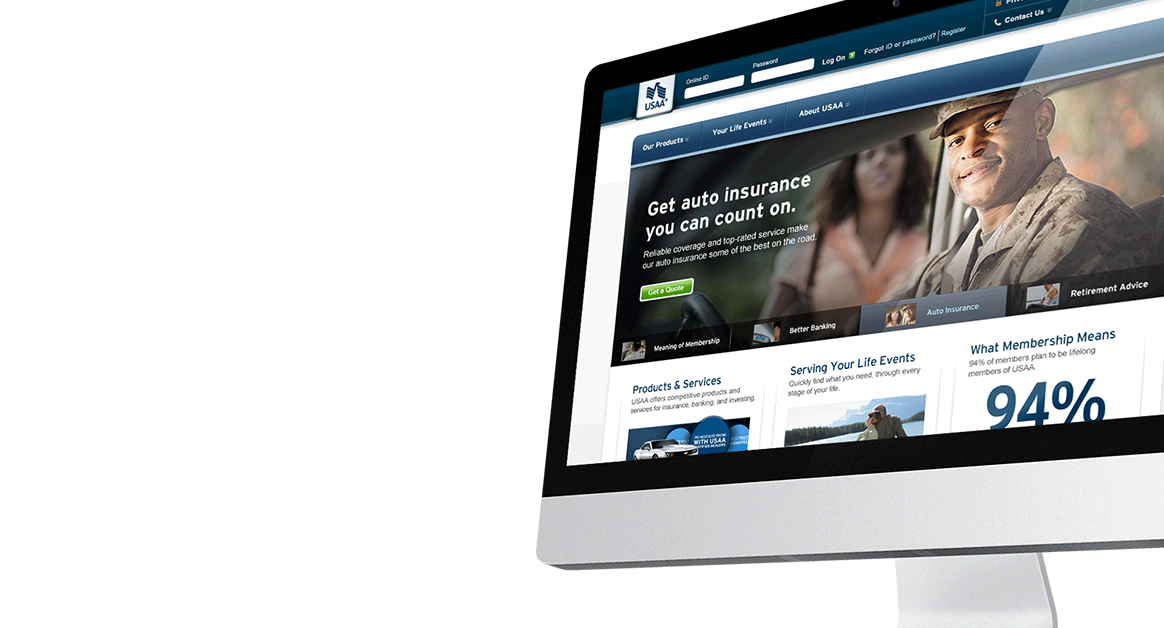 Contact Us
Online ID
Password
Log On
Forgot ID or password?
Register
USAA
Our Products
Your Life Events
About USAA
Get auto insurance
you can count on.
Reliable coverage and top-rated service make
our auto insurance some of the best on the road.
Get a Quote
Meaning of Membership
Better Banking
Auto Insurance
Retirement Advice
Products & Services
USAA offers competitive products and
services for insurance, banking, and investing.
WITH USAA
Serving Your Life Events
Quickly find what you need, through every
stage of your life.
What Membership Means
94% of members plan to be lifelong
members of USAA.
94%